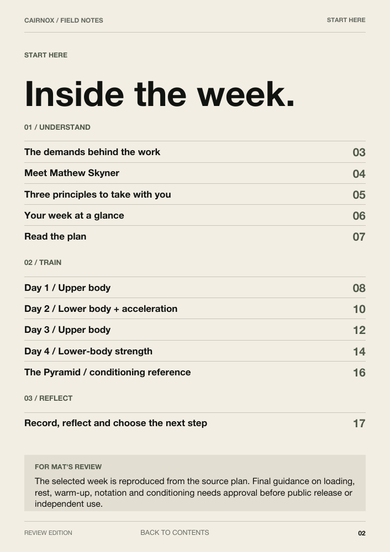 CAIRNOX / FIELD NOTES START HERE
START HERE
Inside the week.
01 / UNDERSTAND
The demands behind the work 03
Meet Mathew Skyner 04
Three principles to take with you 05
Your week at a glance 06
Read the plan 07
02 / TRAIN
Day 1 / Upper body 08
Day 2 / Lower body + acceleration 10
Day 3 / Upper body 12
Day 4 / Lower-body strength 14
The Pyramid / conditioning reference 16
03 / REFLECT
Record, reflect and choose the next step 17
FOR MAT'S REVIEW
The selected week is reproduced from the source plan. Final guidance on loading,
rest, warm-up, notation and conditioning needs approval before public release or
independent use.
REVIEW EDITION BACK TO CONTENTS 02